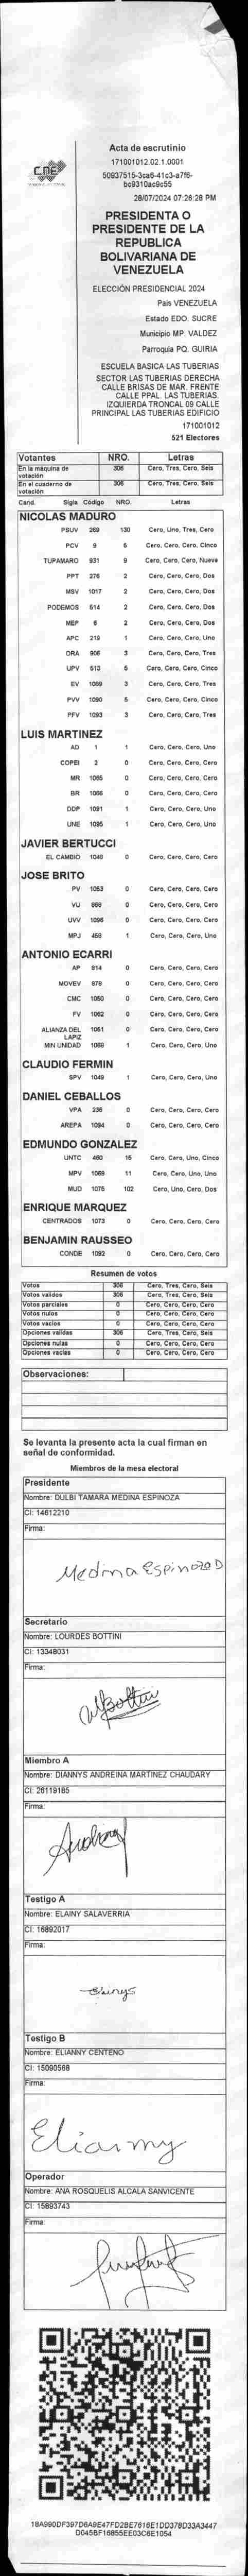 CNE
Acta de escrutinio
171001012.02.1.0001
50937515-3ca6-41c3-a7f6-
bc9310ac9c55
28/07/2024 07:26:28 PM
PRESIDENTA O
PRESIDENTE DE LA
REPUBLICA
BOLIVARIANA DE
VENEZUELA
ELECCIÓN PRESIDENCIAL 2024
Pais VENEZUELA
Estado EDO. SUCRE
Municipio MP. VALDEZ
Parroquia PQ. GUIRIA
ESCUELA BASICA LAS TUBERIAS
SECTOR LAS TUBERIAS DERECHA
CALLE BRISAS DE MAR. FRENTE
CALLE PPAL. LAS TUBERIAS.
IZQUIERDA TRONCAL 09 CALLE
PRINCIPAL LAS TUBERIAS EDIFICIO
171001012
521 Electores
Votantes NRO. Letras
En la máquina de votación 306 Cero, Tres, Cero, Seis
En el cuaderno de votación 306 Cero, Tres, Cero, Seis
Cand. Sigla Código NRO. Letras
NICOLAS MADURO
PSUV 269 130 Cero, Uno, Tres, Cero
PCV 9 5 Cero, Cero, Cero, Cinco
TUPAMARO 931 9 Cero, Cero, Cero, Nueve
PPT 276 2 Cero, Cero, Cero, Dos
MSV 1017 2 Cero, Cero, Cero, Dos
PODEMOS 514 2 Cero, Cero, Cero, Dos
MEP 6 2 Cero, Cero, Cero, Dos
APC 219 1 Cero, Cero, Cero, Uno
ORA 906 3 Cero, Cero, Cero, Tres
UPV 513 5 Cero, Cero, Cero, Cinco
EV 1089 3 Cero, Cero, Cero, Tres
PVV 1090 5 Cero, Cero, Cero, Cinco
PFV 1093 3 Cero, Cero, Cero, Tres
LUIS MARTINEZ
AD 1 1 Cero, Cero, Cero, Uno
COPEI 2 0 Cero, Cero, Cero, Cero
MR 1065 0 Cero, Cero, Cero, Cero
BR 1066 0 Cero, Cero, Cero, Cero
DDP 1091 1 Cero, Cero, Cero, Uno
UNE 1095 1 Cero, Cero, Cero, Uno
JAVIER BERTUCCI
EL CAMBIO 1048 0 Cero, Cero, Cero, Cero
JOSE BRITO
PV 1053 0 Cero, Cero, Cero, Cero
VU 868 0 Cero, Cero, Cero, Cero
UVV 1096 0 Cero, Cero, Cero, Cero
MPJ 458 1 Cero, Cero, Cero, Uno
ANTONIO ECARRI
AP 814 0 Cero, Cero, Cero, Cero
MOVEV 878 0 Cero, Cero, Cero, Cero
CMC 1050 0 Cero, Cero, Cero, Cero
FV 1062 0 Cero, Cero, Cero, Cero
ALIANZA DEL LAPIZ 1051 0 Cero, Cero, Cero, Cero
MIN UNIDAD 1088 1 Cero, Cero, Cero, Uno
CLAUDIO FERMIN
SPV 1049 1 Cero, Cero, Cero, Uno
DANIEL CEBALLOS
VPA 236 0 Cero, Cero, Cero, Cero
AREPA 1094 0 Cero, Cero, Cero, Cero
EDMUNDO GONZALEZ
UNTC 460 15 Cero, Cero, Uno, Cinco
MPV 1069 11 Cero, Cero, Uno, Uno
MUD 1075 102 Cero, Uno, Cero, Dos
ENRIQUE MARQUEZ
CENTRADOS 1073 0 Cero, Cero, Cero, Cero
BENJAMIN RAUSSEO
CONDE 1092 0 Cero, Cero, Cero, Cero
Resumen de votos
Votos 306 Cero, Tres, Cero, Seis
Votos validos 306 Cero, Tres, Cero, Seis
Votos parciales 0 Cero, Cero, Cero, Cero
Votos nulos 0 Cero, Cero, Cero, Cero
Votos vacios 0 Cero, Cero, Cero, Cero
Opciones validas 306 Cero, Tres, Cero, Seis
Opciones nulas 0 Cero, Cero, Cero, Cero
Opciones vacias 0 Cero, Cero, Cero, Cero
Observaciones:
Se levanta la presente acta la cual firman en
señal de conformidad.
Miembros de la mesa electoral
Presidente
Nombre: DULBI TAMARA MEDINA ESPINOZA
CI: 14612210
Firma:
Medina Espinoza D
Secretario
Nombre: LOURDES BOTTINI
CI: 13348031
Firma:
Miembro A
Nombre: DIANNYS ANDREINA MARTINEZ CHAUDARY
CI: 26119185
Firma:
Testigo A
Nombre: ELAINY SALAVERRIA
CI: 16892017
Firma:
Testigo B
Nombre: ELIANNY CENTENO
CI: 15090568
Firma:
Operador
Nombre: ANA ROSQUELIS ALCALA SANVICENTE
CI: 15893743
Firma:
18A990DF397D6A9E47FD2BE7616E1DD378D33A3447
D045BF16855EE03C6E1054